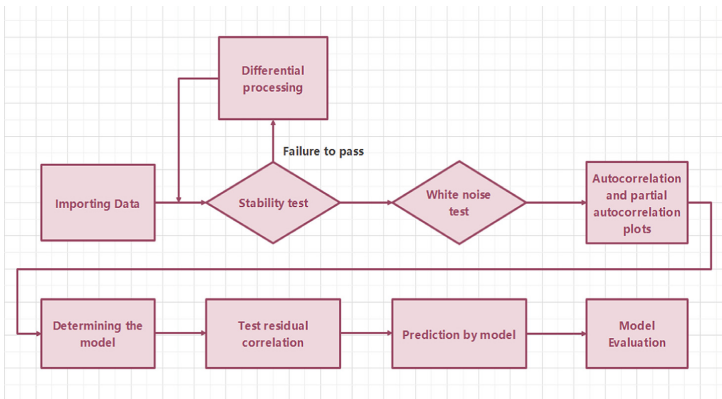 Differential
processing
Failure to pass
Importing Data
Stability test
White noise
test
Autocorrelation
and partial
autocorrelation
plots
Determining the
model
Test residual
correlation
Prediction by model
Model
Evaluation